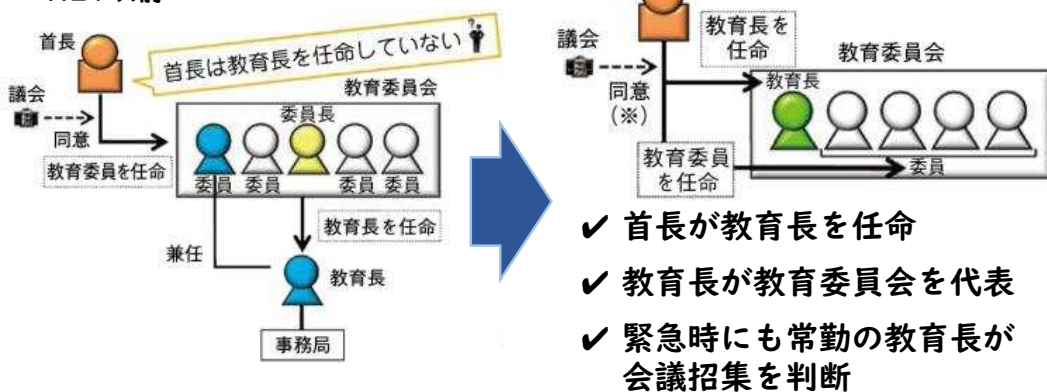 首長
首長は教育長を任命していない
議会
同意
教育委員を任命
教育委員会
委員長
委員 委員 委員 委員
教育長を任命
兼任
教育長
事務局
教育長を
任命
議会
同意
(※)
教育委員会
教育長
教育委員
を任命
委員
✔ 首長が教育長を任命
✔ 教育長が教育委員会を代表
✔ 緊急時にも常勤の教育長が
会議招集を判断